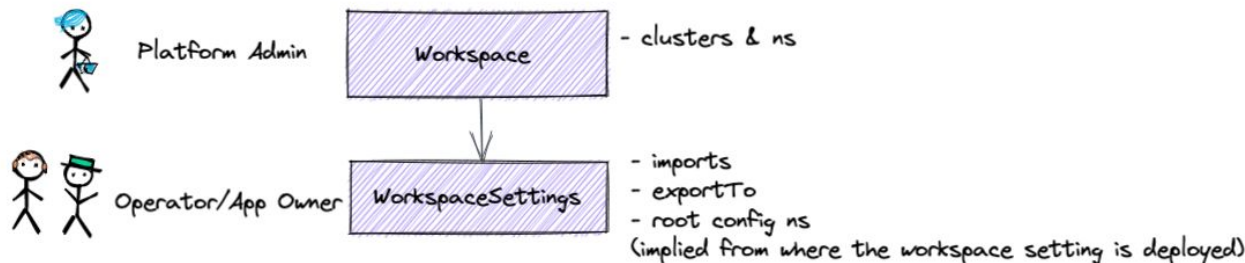 Platform Admin
Workspace
- clusters & ns
Operator/App Owner
WorkspaceSettings
- imports
- exportTo
- root config ns
(implied from where the workspace setting is deployed)